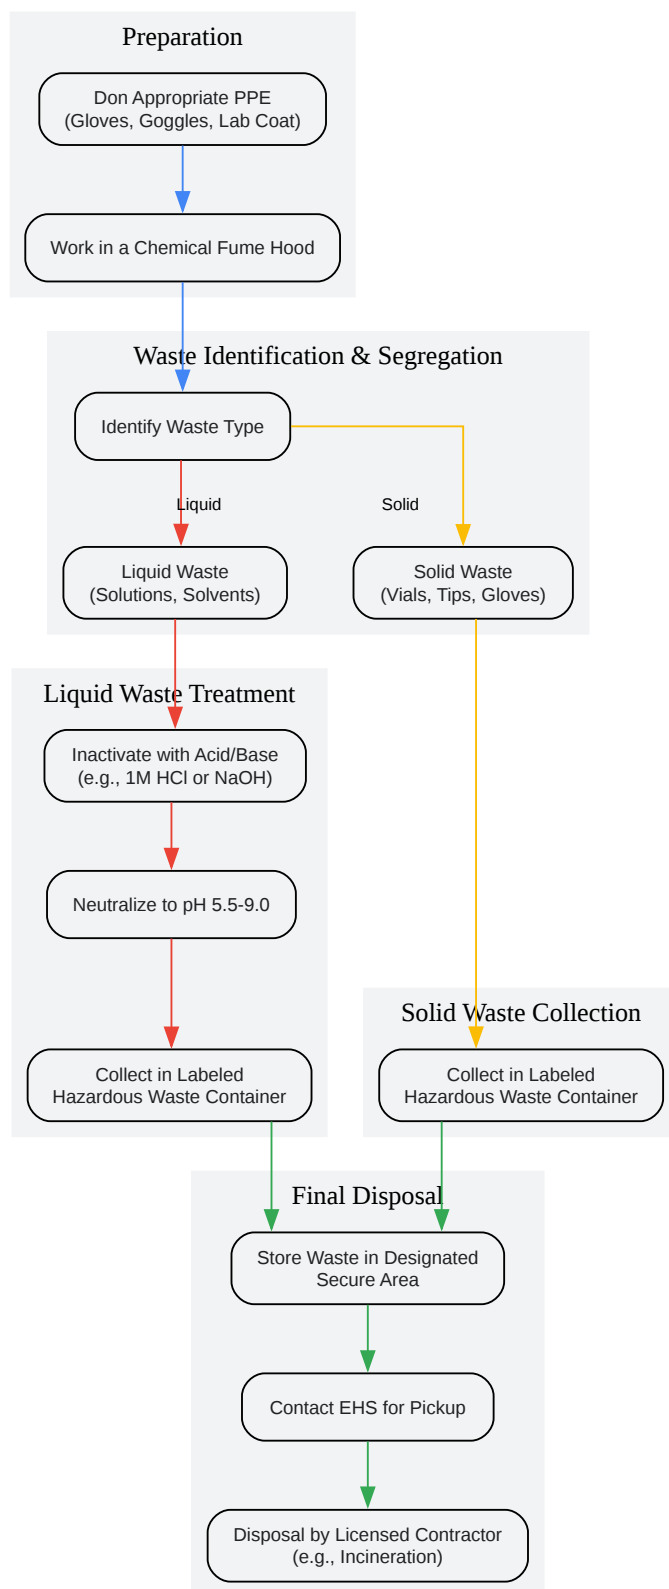 Preparation
Don Appropriate PPE
(Gloves, Goggles, Lab Coat)
Work in a Chemical Fume Hood
Waste Identification & Segregation
Identify Waste Type
Liquid
Solid
Liquid Waste
(Solutions, Solvents)
Solid Waste
(Vials, Tips, Gloves)
Liquid Waste Treatment
Inactivate with Acid/Base
(e.g., 1M HCl or NaOH)
Neutralize to pH 5.5-9.0
Collect in Labeled
Hazardous Waste Container
Solid Waste Collection
Collect in Labeled
Hazardous Waste Container
Final Disposal
Store Waste in Designated
Secure Area
Contact EHS for Pickup
Disposal by Licensed Contractor
(e.g., Incineration)